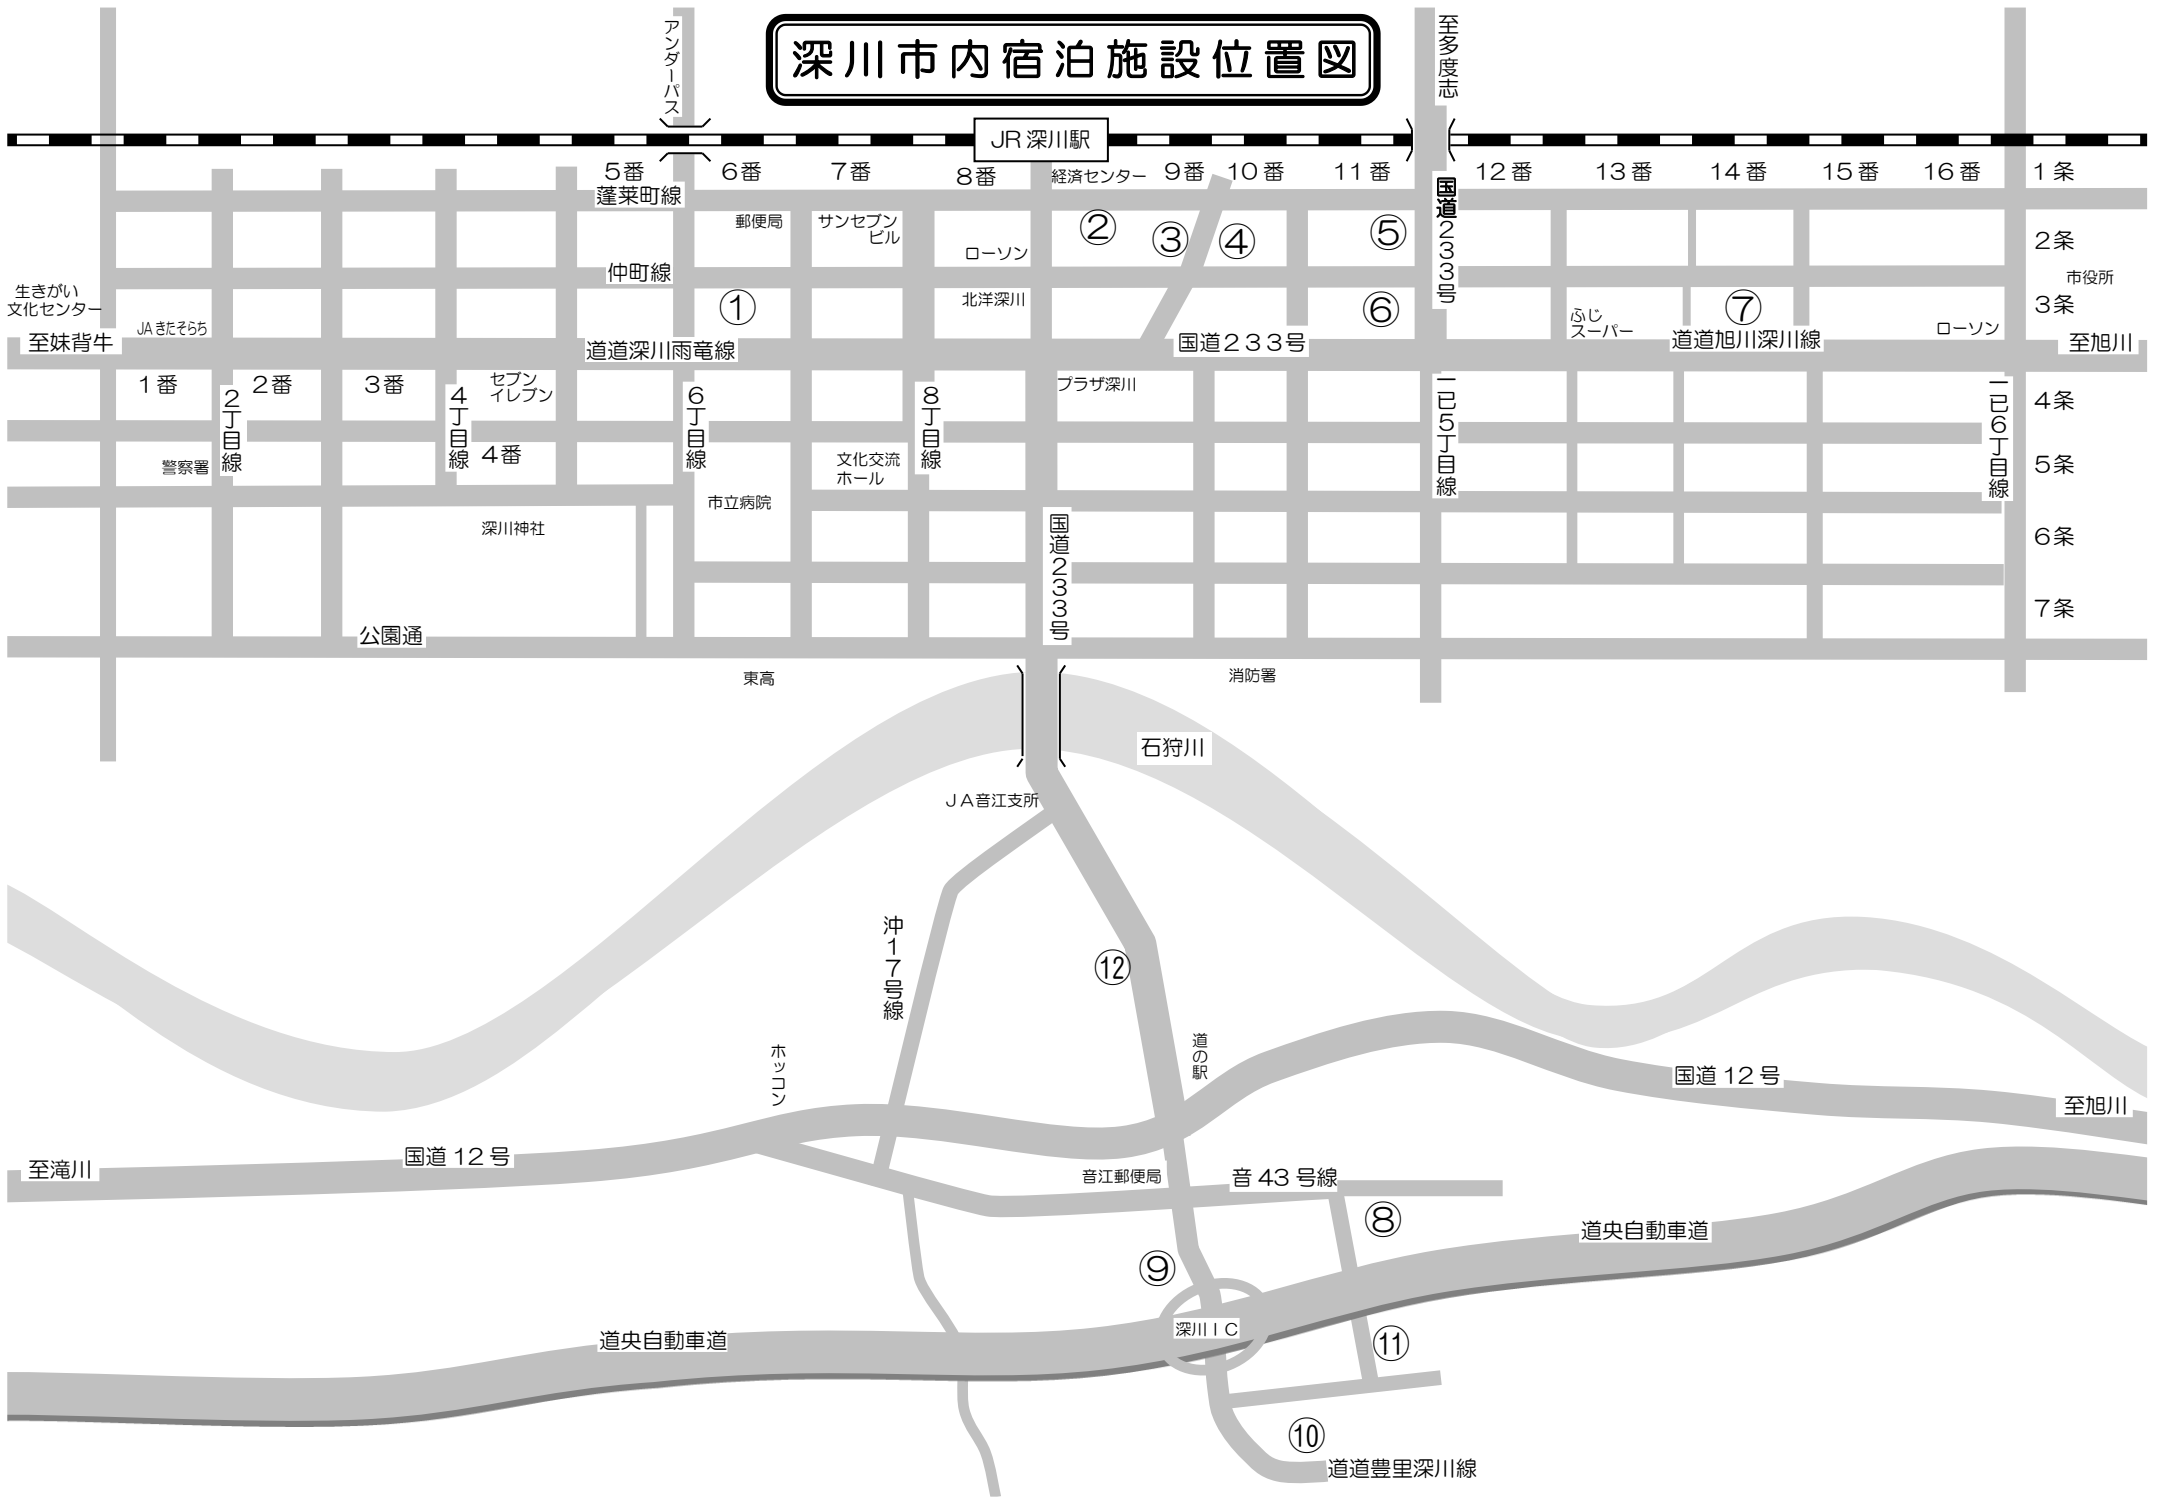 深川市内宿泊施設位置図
アンダーパス
至多度志
JR 深川駅
5番
6番
7番
8番
経済センター
9番
10番
11番
12番
13番
14番
15番
16番
1条
蓬莱町線
国道233号
郵便局
サンセブン
ビル
ローソン
②
③
④
⑤
2条
仲町線
市役所
生きがい
文化センター
①
北洋深川
⑥
⑦
3条
JAきたそらち
ふじ
スーパー
ローソン
至妹背牛
道道深川雨竜線
国道233号
道道旭川深川線
至旭川
1番
2番
3番
セブン
イレブン
プラザ深川
2丁目線
4丁目線
6丁目線
8丁目線
一已5丁目線
一已6丁目線
4条
4番
警察署
文化交流
ホール
5条
市立病院
深川神社
国道233号
6条
7条
公園通
東高
消防署
石狩川
JA音江支所
沖17号線
⑫
道の駅
ホッコン
国道12号
至旭川
国道12号
至滝川
音江郵便局
音43号線
⑧
道央自動車道
⑨
深川IC
道央自動車道
⑪
⑩
道道豊里深川線